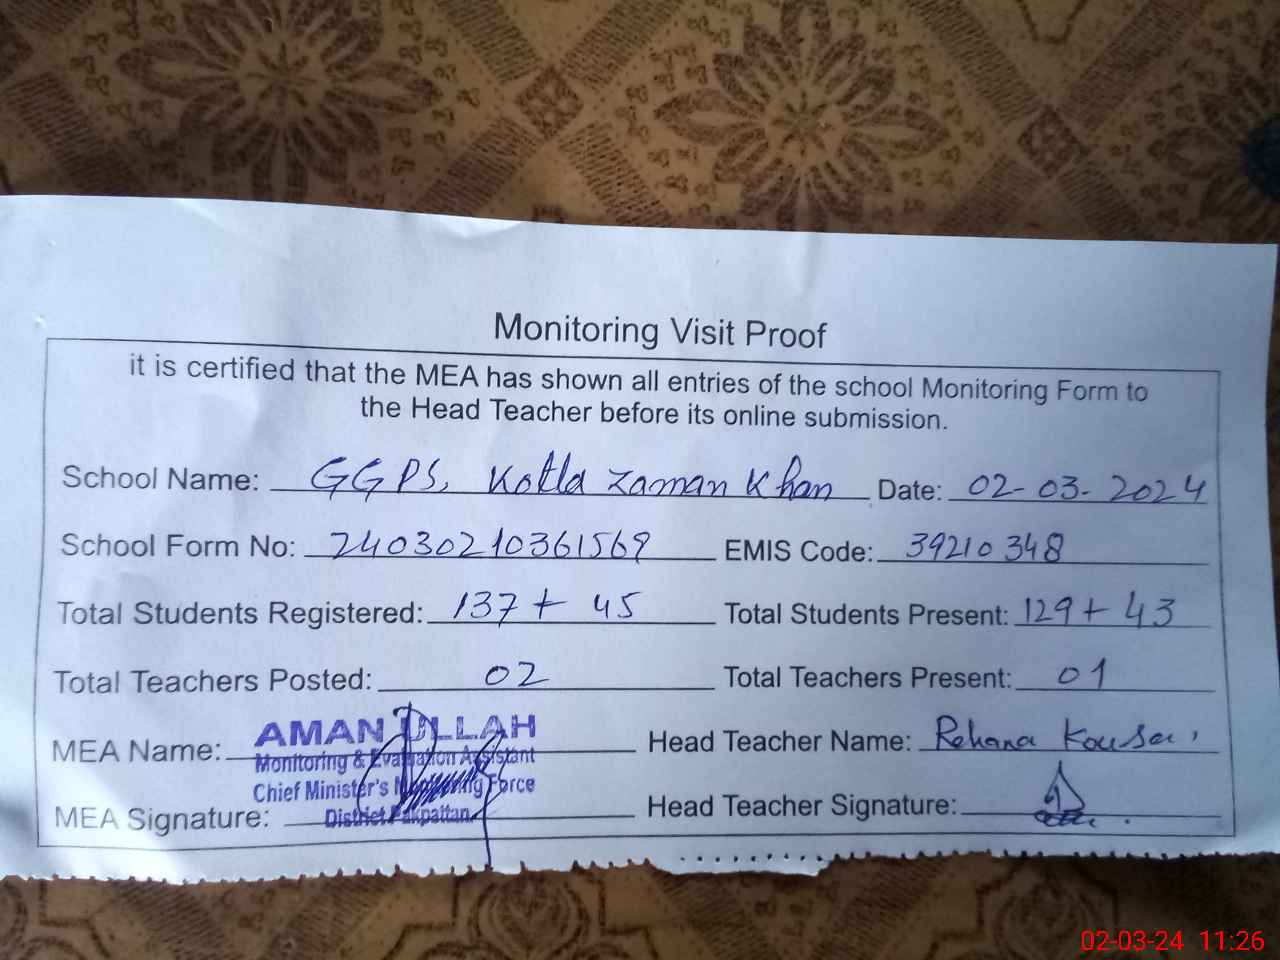 Monitoring Visit Proof
it is certified that the MEA has shown all entries of the school Monitoring Form to
the Head Teacher before its online submission.
School Name: GGPS, Kotla Zaman Khan Date: 02-03-2024
School Form No: 24030210361569 EMIS Code: 39210348
Total Students Registered: 137 + 45 Total Students Present: 129 + 43
Total Teachers Posted: 02 Total Teachers Present: 01
MEA Name: AMAN ULLAH Head Teacher Name: Rehana Kousar
Monitoring & Evaluation Assistant
Chief Minister's Monitoring Force
MEA Signature: District Pakpattan Head Teacher Signature:
02-03-24 11:26